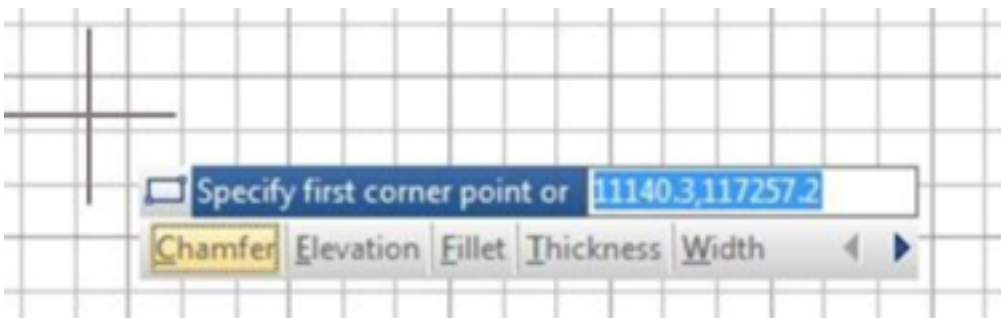 Specify first corner point or 11140.3,117257.2
Chamfer Elevation Fillet Thickness Width